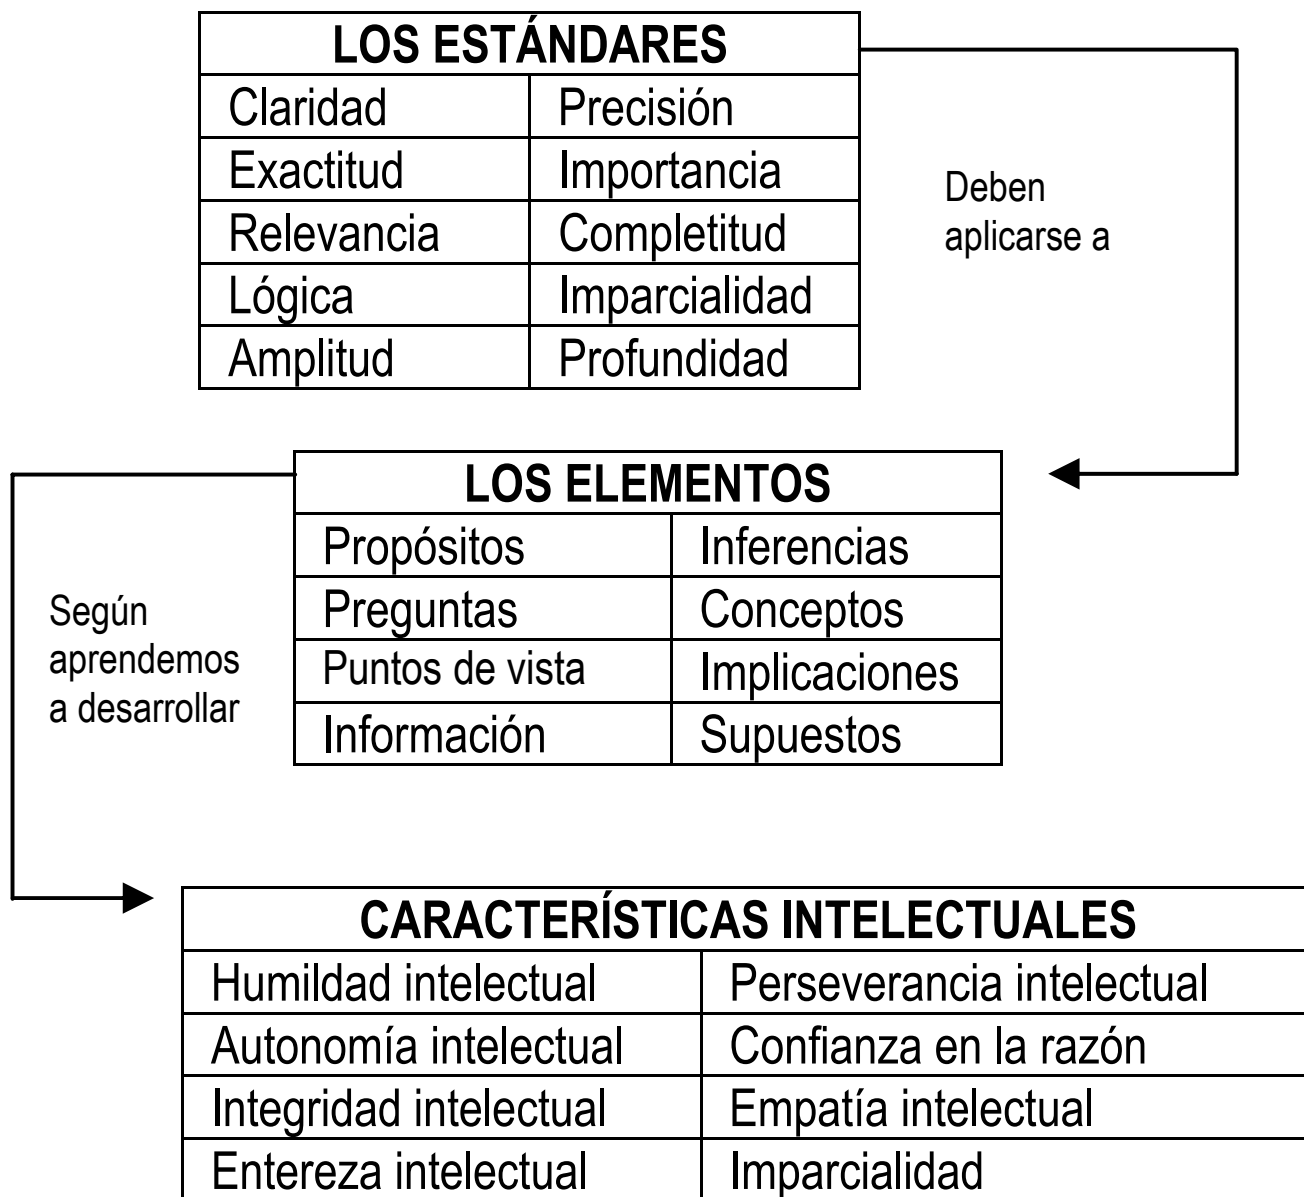 LOS ESTÁNDARES
Claridad Precisión
Exactitud Importancia
Relevancia Completitud
Lógica Imparcialidad
Amplitud Profundidad
Deben
aplicarse a
LOS ELEMENTOS
Propósitos Inferencias
Preguntas Conceptos
Puntos de vista Implicaciones
Información Supuestos
Según
aprendemos
a desarrollar
CARACTERÍSTICAS INTELECTUALES
Humildad intelectual Perseverancia intelectual
Autonomía intelectual Confianza en la razón
Integridad intelectual Empatía intelectual
Entereza intelectual Imparcialidad